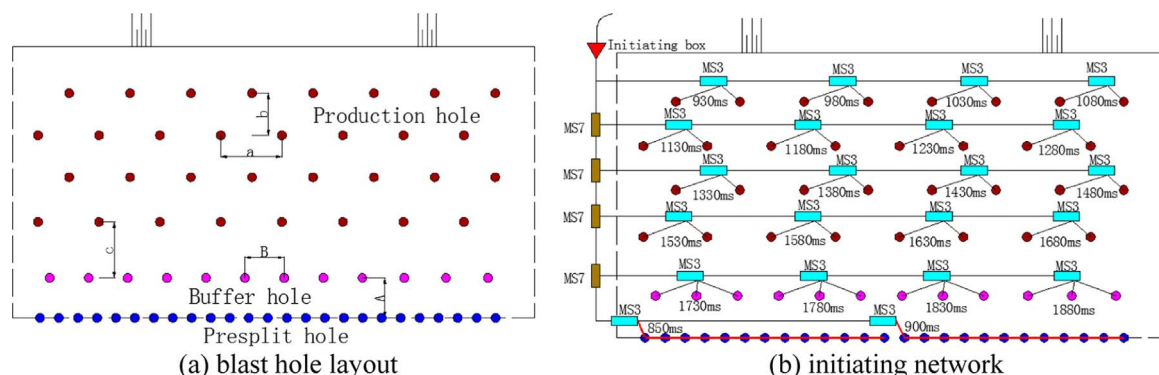 b
Production hole
a
c
B
A
Buffer hole
Presplit hole
(a) blast hole layout
Initiating box
MS3 MS3 MS3 MS3
930ms 980ms 1030ms 1080ms
MS7 MS3 MS3 MS3 MS3
1130ms 1180ms 1230ms 1280ms
MS7 MS3 MS3 MS3 MS3
1330ms 1380ms 1430ms 1480ms
MS7 MS3 MS3 MS3 MS3
1530ms 1580ms 1630ms 1680ms
MS7 MS3 MS3 MS3 MS3
1730ms 1780ms 1830ms 1880ms
MS3 MS3
850ms 900ms
(b) initiating network